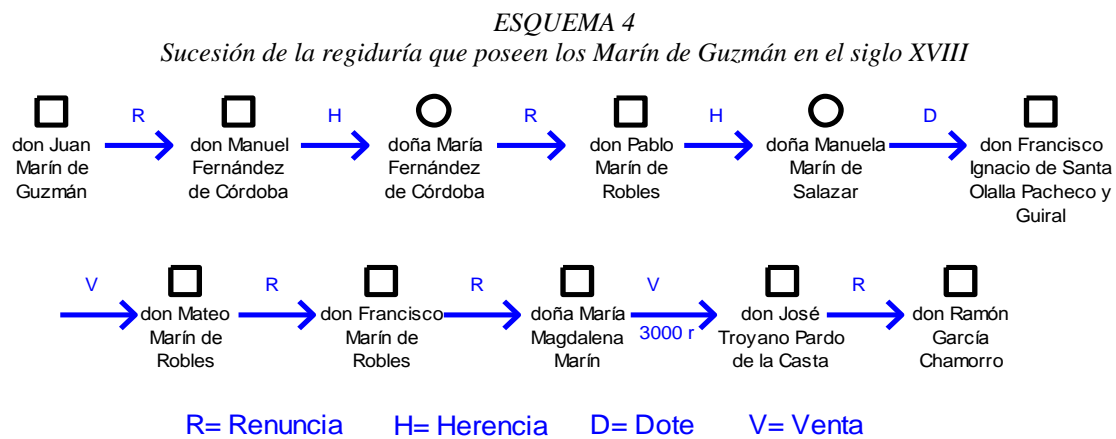 ESQUEMA 4
Sucesión de la regiduría que poseen los Marín de Guzmán en el siglo XVIII
R
H
R
H
D
don Juan
Marín de
Guzmán
don Manuel
Fernández
de Córdoba
doña María
Fernández
de Córdoba
don Pablo
Marín de
Robles
doña Manuela
Marín de
Salazar
don Francisco
Ignacio de Santa
Olalla Pacheco y
Guiral
V
R
R
V
R
don Mateo
Marín de
Robles
don Francisco
Marín de
Robles
doña María
Magdalena
Marín
3000 r
don José
Troyano Pardo
de la Casta
don Ramón
García
Chamorro
R= Renuncia H= Herencia D= Dote V= Venta